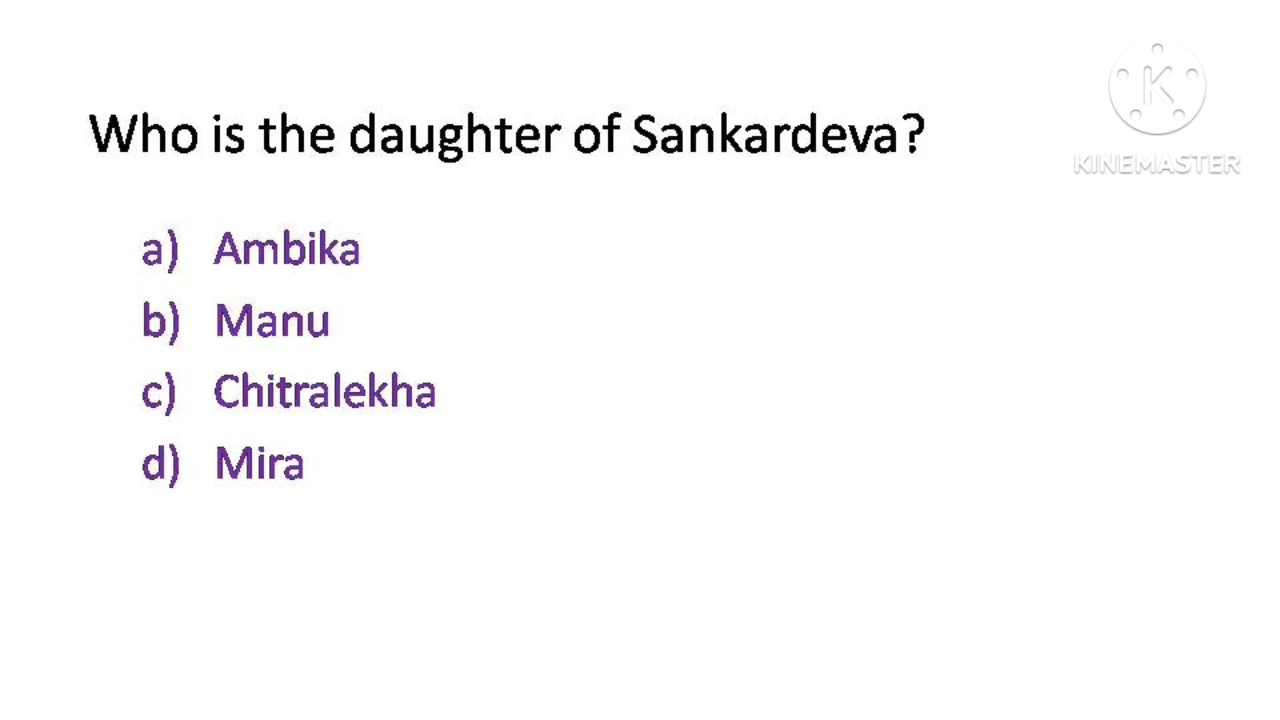 Who is the daughter of Sankardeva?
K
KINEMASTER
a) Ambika
b) Manu
c) Chitralekha
d) Mira